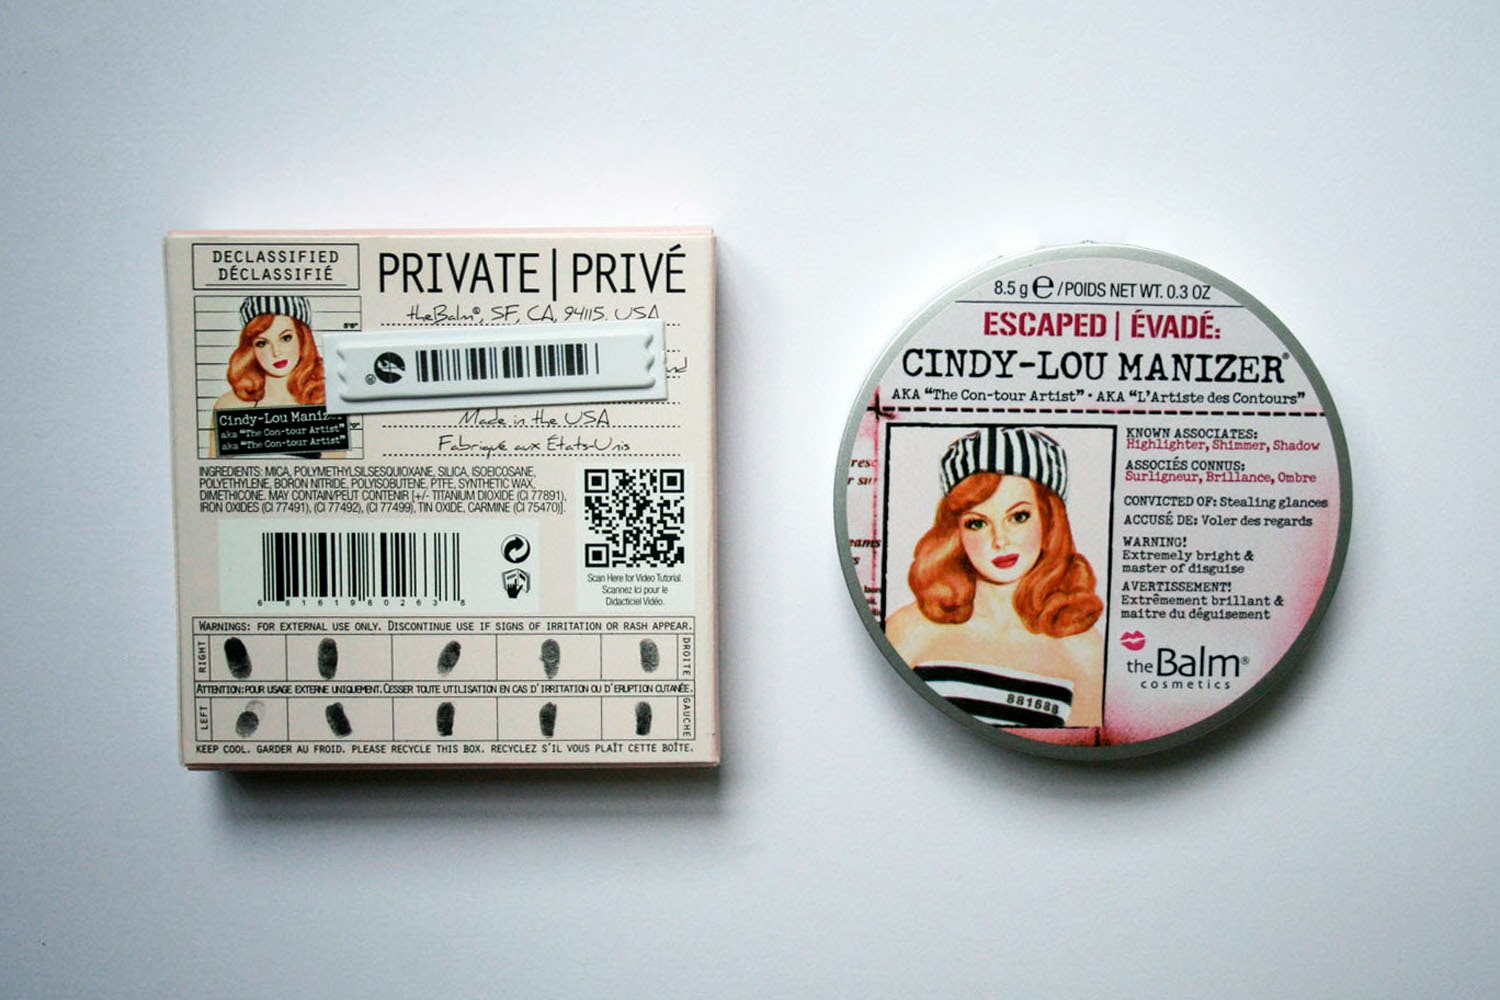 DECLASSIFIED
DÉCLASSIFIÉ
PRIVATE | PRIVÉ
theBalm®, SF, CA, 94115. USA
5'6"
Made in the USA
Fabriqué aux États-Unis
Cindy-Lou
aka "The Con-tour Artist"
aka "The Con-tour Artist"
INGREDIENTS: MICA, POLYMETHYLSILSESQUIOXANE, SILICA, ISOEICOSANE,
POLYETHYLENE, BORON NITRIDE, POLYISOBUTENE, PTFE, SYNTHETIC WAX,
DIMETHICONE. MAY CONTAIN/PEUT CONTENIR [+/- TITANIUM DIOXIDE (CI 77891),
IRON OXIDES (CI 77491), (CI 77492), (CI 77499), TIN OXIDE, CARMINE (CI 75470)].
6 81619 80263 8
Scan Here for Video Tutorial.
Scannez Ici pour le
Didacticiel Vidéo.
WARNINGS: FOR EXTERNAL USE ONLY. DISCONTINUE USE IF SIGNS OF IRRITATION OR RASH APPEAR.
RIGHT
DROITE
ATTENTION: POUR USAGE EXTERNE UNIQUEMENT. CESSER TOUTE UTILISATION EN CAS D'IRRITATION OU D'ERUPTION CUTANÉE.
LEFT
GAUCHE
KEEP COOL. GARDER AU FROID. PLEASE RECYCLE THIS BOX. RECYCLEZ S'IL VOUS PLAÎT CETTE BOÎTE.
8.5 g e / POIDS NET WT. 0.3 OZ
ESCAPED | ÉVADÉ:
CINDY-LOU MANIZER®
AKA "The Con-tour Artist" · AKA "L'Artiste des Contours"
KNOWN ASSOCIATES:
Highlighter, Shimmer, Shadow
ASSOCIÉS CONNUS:
Surligneur, Brillance, Ombre
CONVICTED OF: Stealing glances
ACCUSÉ DE: Voler des regards
WARNING!
Extremely bright &
master of disguise
AVERTISSEMENT!
Extrêmement brillant &
maître du déguisement
theBalm®
cosmetics
881688